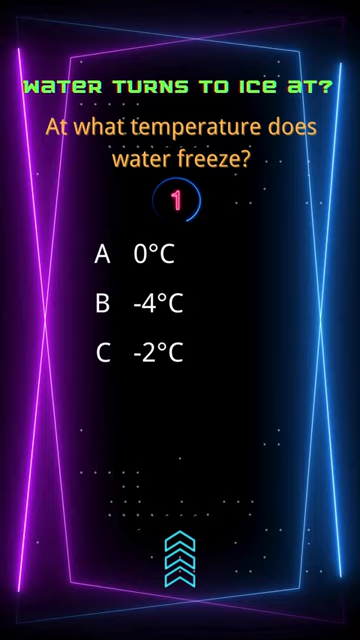 WATER TURNS TO ICE AT?
At what temperature does
water freeze?
1
A 0°C
B -4°C
C -2°C